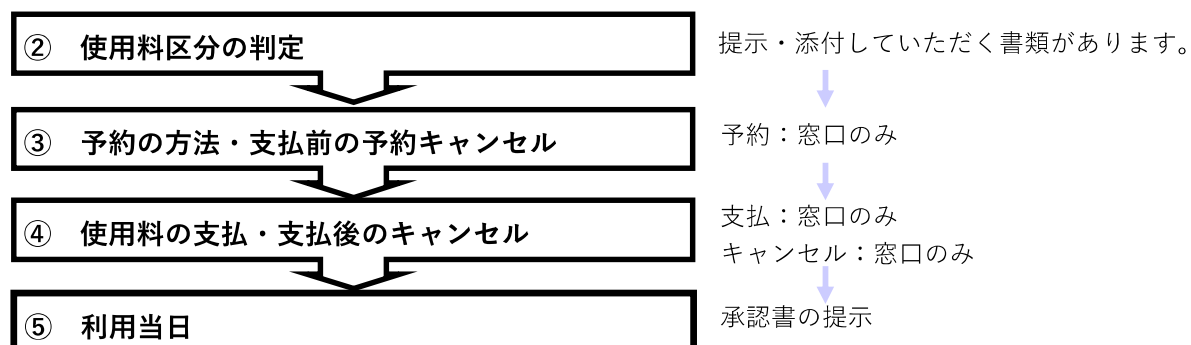 ② 使用料区分の判定
提示・添付していただく書類があります。
③ 予約の方法・支払前の予約キャンセル
予約：窓口のみ
④ 使用料の支払・支払後のキャンセル
支払：窓口のみ
キャンセル：窓口のみ
⑤ 利用当日
承認書の提示